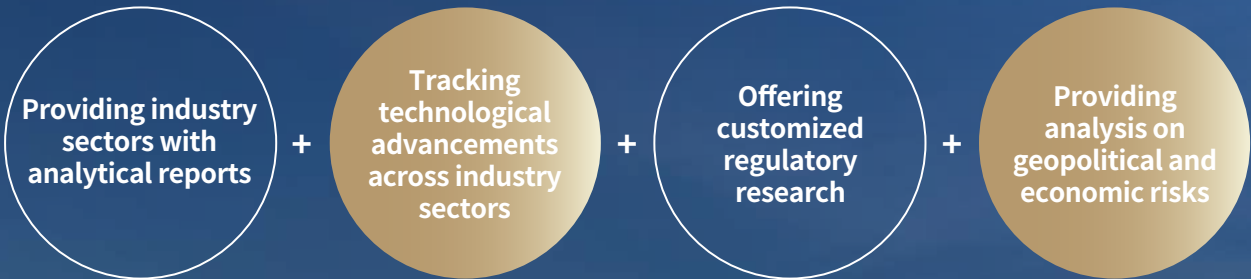 Providing industry
sectors with
analytical reports
+
Tracking
technological
advancements
across industry
sectors
+
Offering
customized
regulatory
research
+
Providing
analysis on
geopolitical and
economic risks